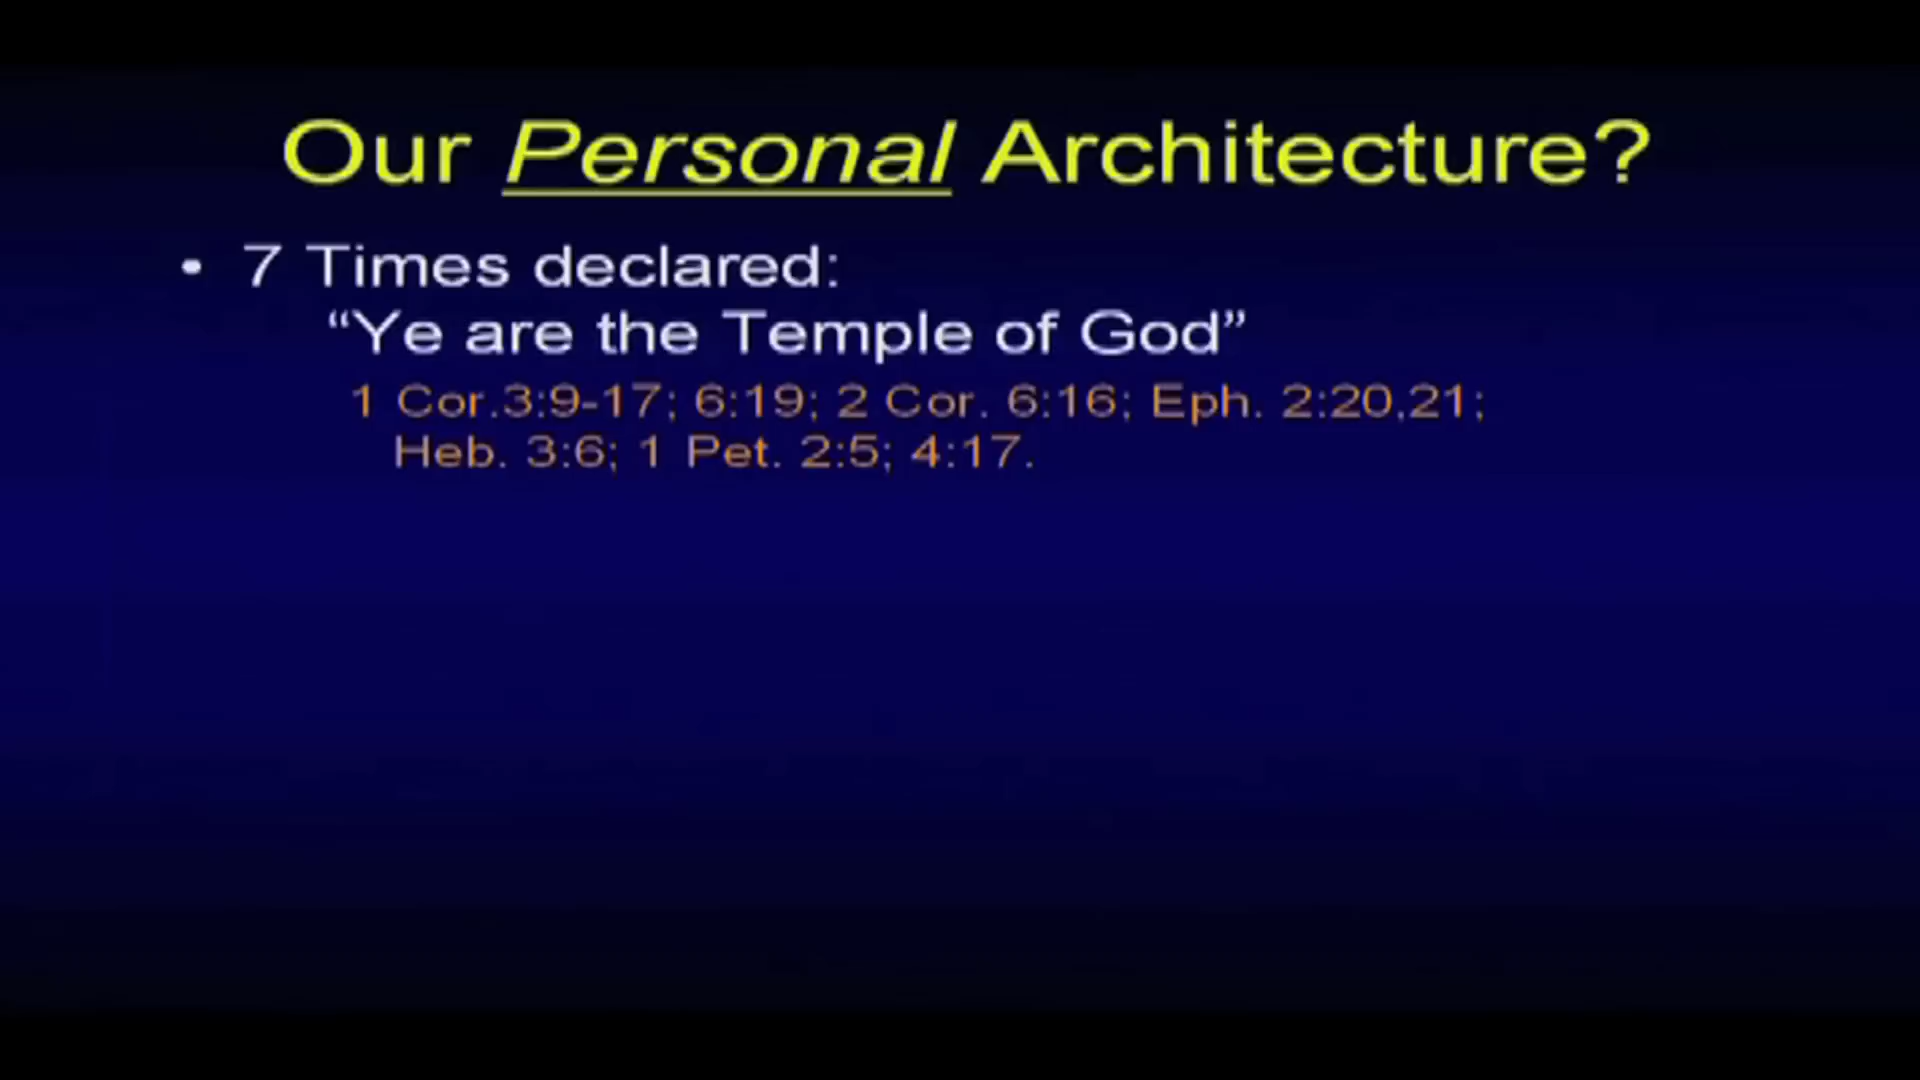 Our Personal Architecture?
• 7 Times declared:
“Ye are the Temple of God”
1 Cor.3:9-17; 6:19; 2 Cor. 6:16; Eph. 2:20,21;
Heb. 3:6; 1 Pet. 2:5; 4:17.